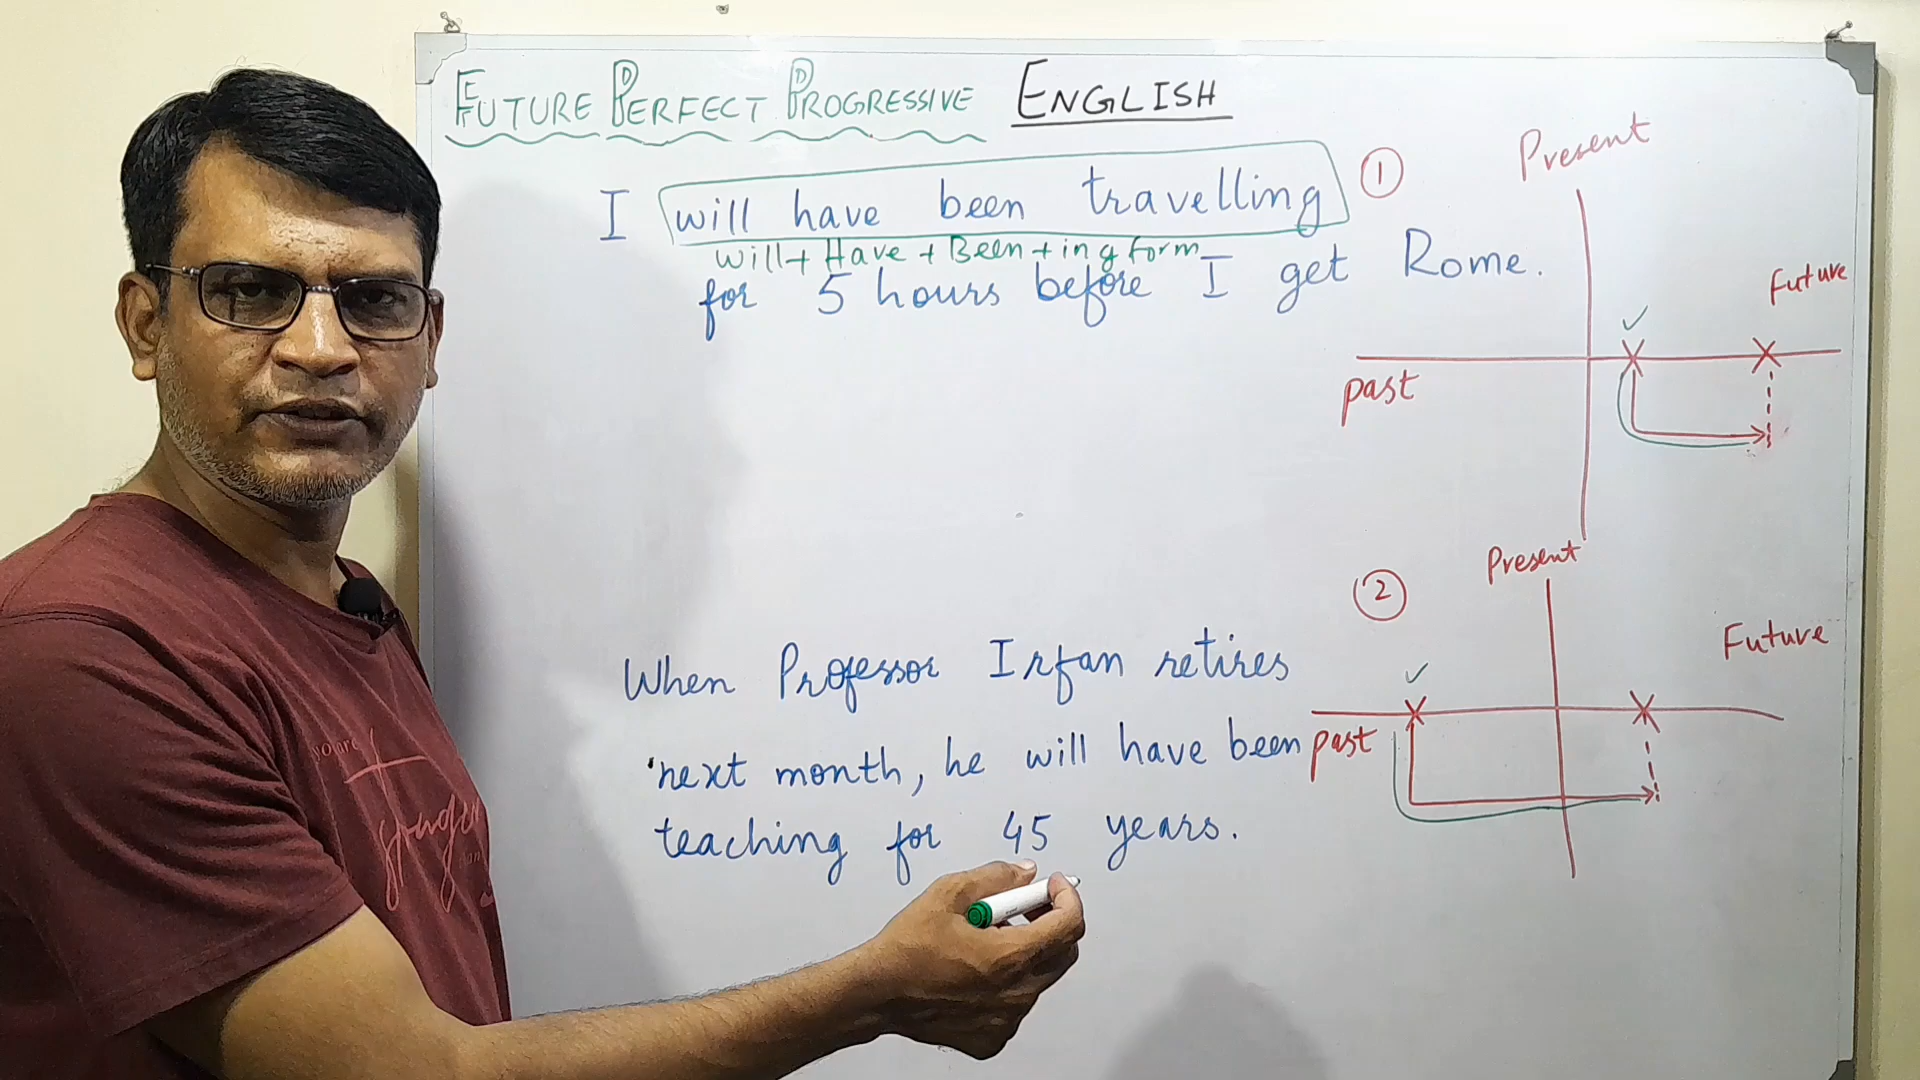 FUTURE PERFECT PROGRESSIVE ENGLISH
I will have been travelling
will + Have + Been + ing form
for 5 hours before I get Rome.
1
Present
Future
past
When Professor Irfan retires
next month, he will have been
teaching for 45 years.
2
Present
Future
past